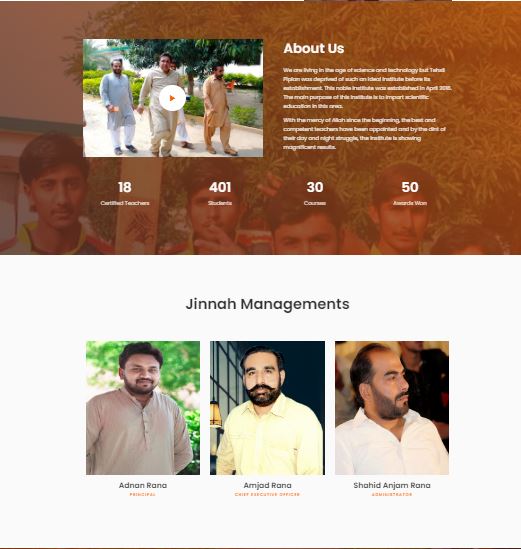 About Us
We are living in the age of science and technology but Tehsil
Piplan was deprived of such an ideal institute before its
establishment. This noble institute was established in April 2018.
The main purpose of this institute is to impart scientific
education in this area.
With the mercy of Allah since the beginning, the best and
competent teachers have been appointed and by the dint of
their day and night struggle, the institute is showing
magnificent results.
18
401
30
50
Certified Teachers
Students
Courses
Awards Won
Jinnah Managements
Adnan Rana
Amjad Rana
Shahid Anjam Rana
PRINCIPAL
CHIEF EXECUTIVE OFFICER
ADMINISTRATOR